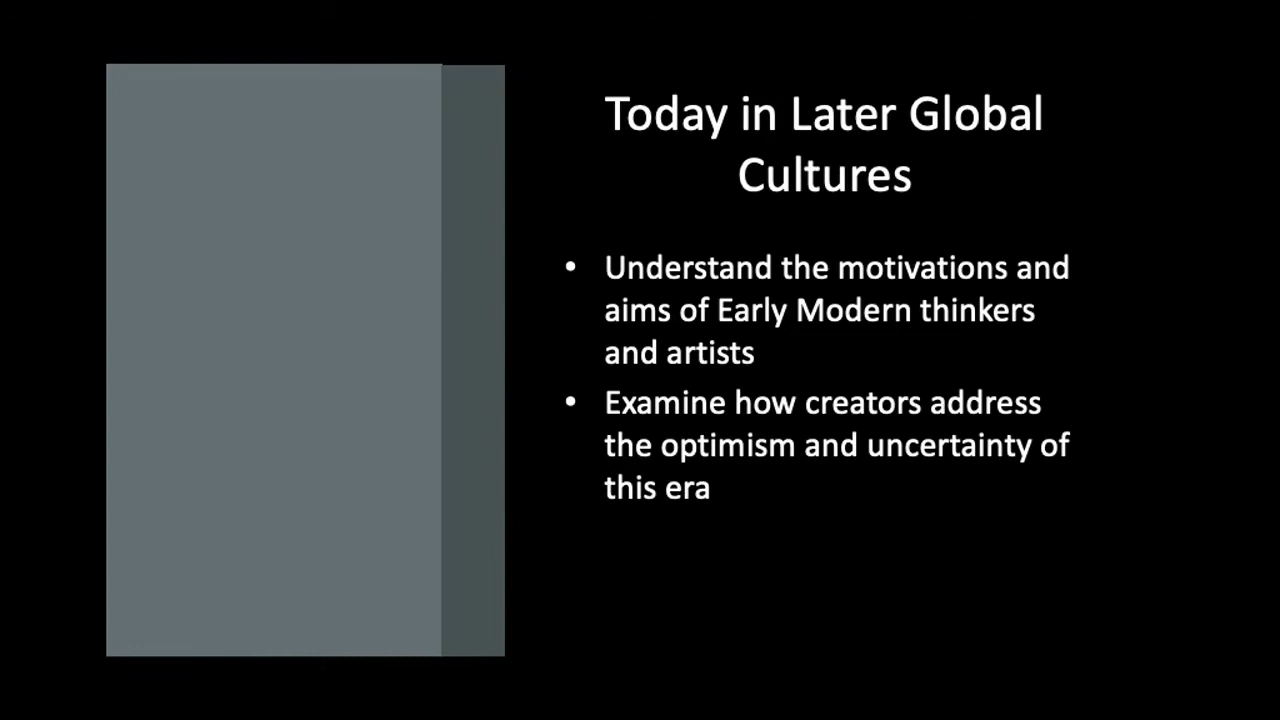 Today in Later Global
Cultures
• Understand the motivations and
aims of Early Modern thinkers
and artists
• Examine how creators address
the optimism and uncertainty of
this era